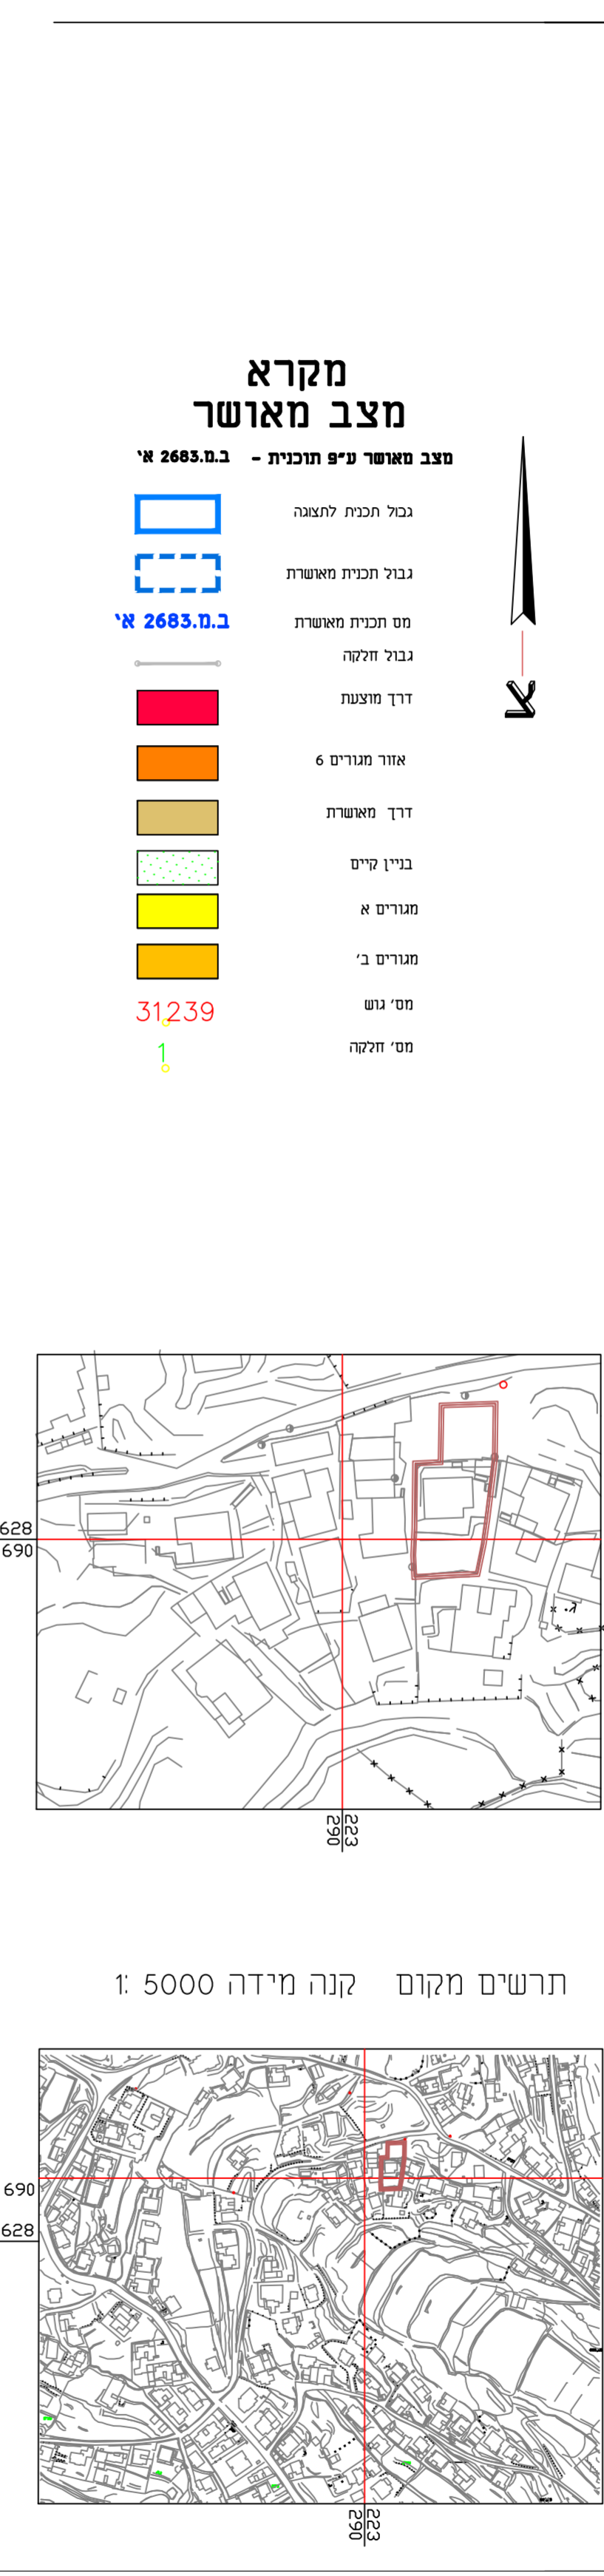 מקרא
מצב מאושר
מצב מאושר ע"פ תוכנית - ב.מ.2683 א'
גבול תכנית לתצוגה
גבול תכנית מאושרת
מס תכנית מאושרת ב.מ.2683 א'
גבול חלקה
דרך מוצעת
אזור מגורים 6
דרך מאושרת
בניין קיים
מגורים א
מגורים ב'
מס' גוש 31239
מס' חלקה 1
צ
628
690
223
290
תרשים מקום קנה מידה 5000 :1
690
628
223
290